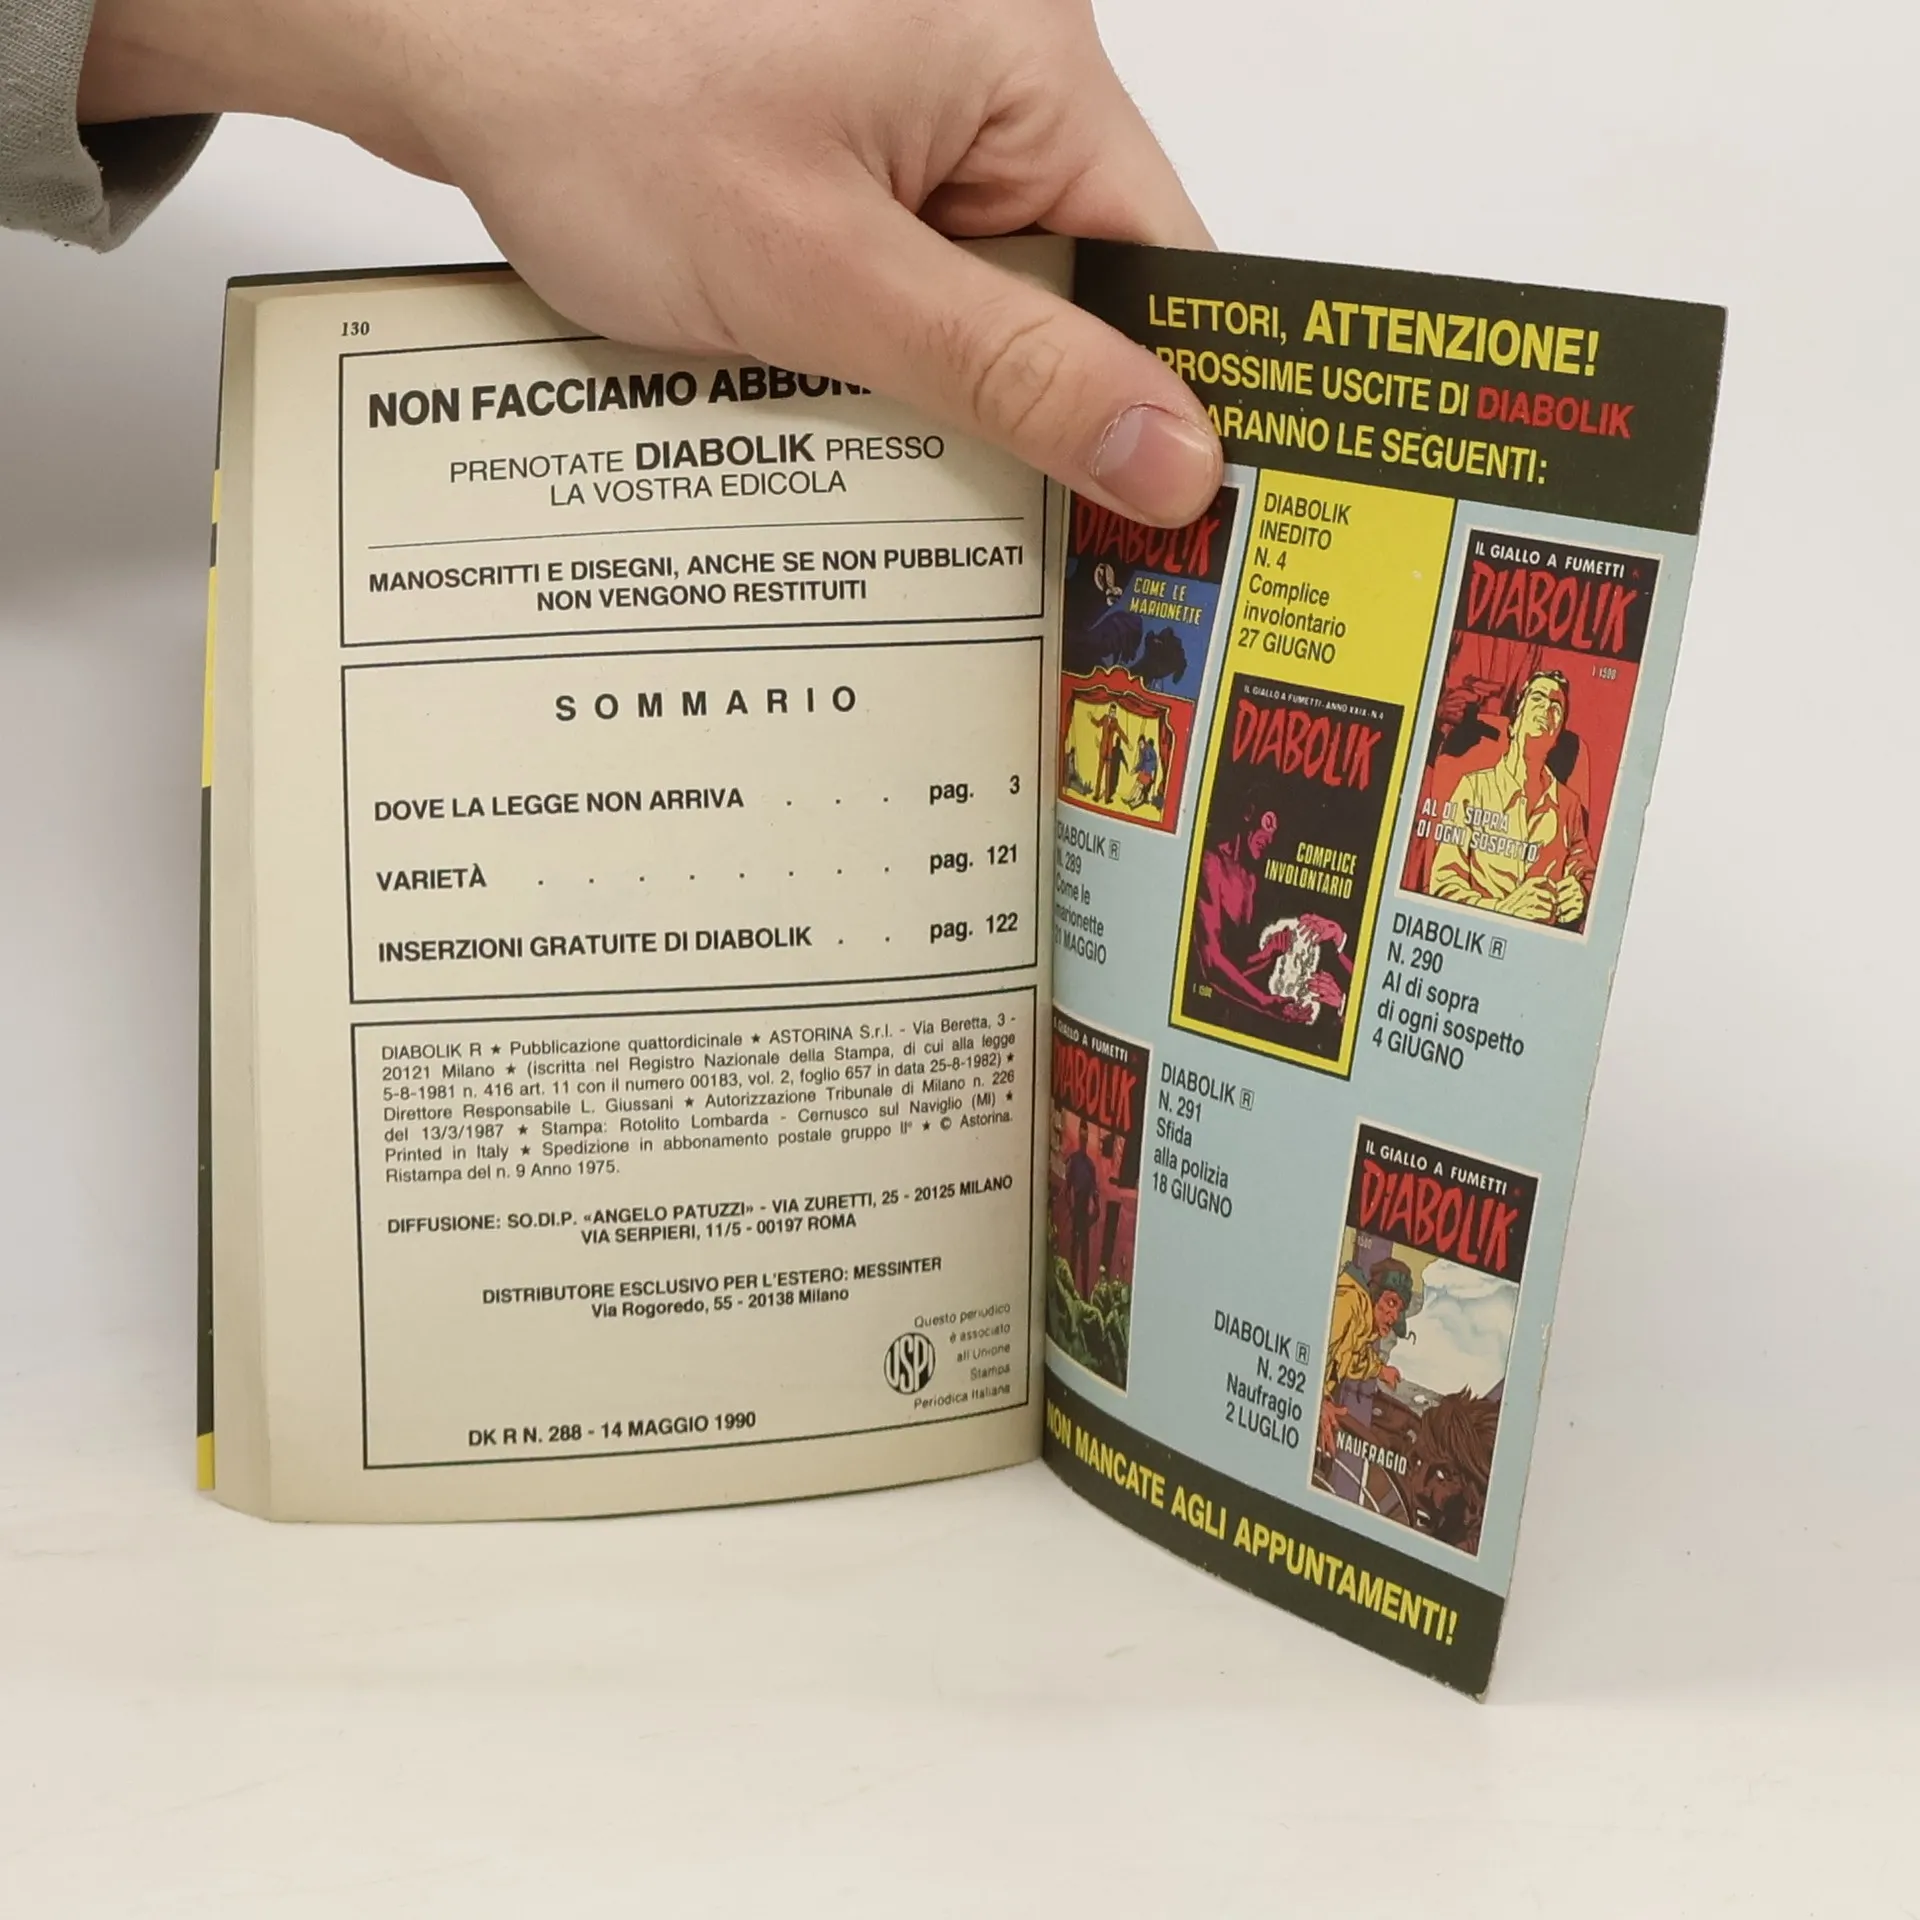 130
NON FACCIAMO
PRENOTATE DIABOLIK PRESSO
LA VOSTRA EDICOLA
MANOSCRITTI E DISEGNI, ANCHE SE NON PUBBLICATI
NON VENGONO RESTITUITI
SOMMARIO
DOVE LA LEGGE NON ARRIVA . . . pag. 3
VARIETÀ . . . . . . . . pag. 121
INSERZIONI GRATUITE DI DIABOLIK . . pag. 122
DIABOLIK R ★ Pubblicazione quattordicinale ★ ASTORINA S.r.l. - Via Beretta, 3 -
20121 Milano ★ (iscritta nel Registro Nazionale della Stampa, di cui alla legge
5-8-1981 n. 416 art. 11 con il numero 00183, vol. 2, foglio 657 in data 25-8-1982) ★
Direttore Responsabile L. Giussani ★ Autorizzazione Tribunale di Milano n. 226
del 13/3/1987 ★ Stampa: Rotolito Lombarda - Cernusco sul Naviglio (MI) ★
Printed in Italy ★ Spedizione in abbonamento postale gruppo II° ★ © Astorina.
Ristampa del n. 9 Anno 1975.
DIFFUSIONE: SO.DI.P. «ANGELO PATUZZI» - VIA ZURETTI, 25 - 20125 MILANO
VIA SERPIERI, 11/5 - 00197 ROMA
DISTRIBUTORE ESCLUSIVO PER L'ESTERO: MESSINTER
Via Rogoredo, 55 - 20138 Milano
USPI
Questo periodico
è associato
all'Unione
Stampa
Periodica Italiana
DK R N. 288 - 14 MAGGIO 1990
LETTORI, ATTENZIONE!
PROSSIME USCITE DI DIABOLIK
LE SEGUENTI:
DIABOLIK
COME LE
MARIONETTE
DIABOLIK R
N. 289
Come le
marionette
21 MAGGIO
DIABOLIK
INEDITO
N. 4
Complice
involontario
27 GIUGNO
IL GIALLO A FUMETTI - ANNO XXIX - N. 4
DIABOLIK
COMPLICE
INVOLONTARIO
L. 1500
IL GIALLO A FUMETTI
DIABOLIK
L. 1500
AL DI SOPRA
DI OGNI SOSPETTO
DIABOLIK R
N. 290
Al di sopra
di ogni sospetto
4 GIUGNO
GIALLO A FUMETTI
DIABOLIK
DIABOLIK R
N. 291
Sfida
alla polizia
18 GIUGNO
IL GIALLO A FUMETTI
DIABOLIK
L. 1500
NAUFRAGIO
DIABOLIK R
N. 292
Naufragio
2 LUGLIO
NON MANCATE AGLI APPUNTAMENTI!